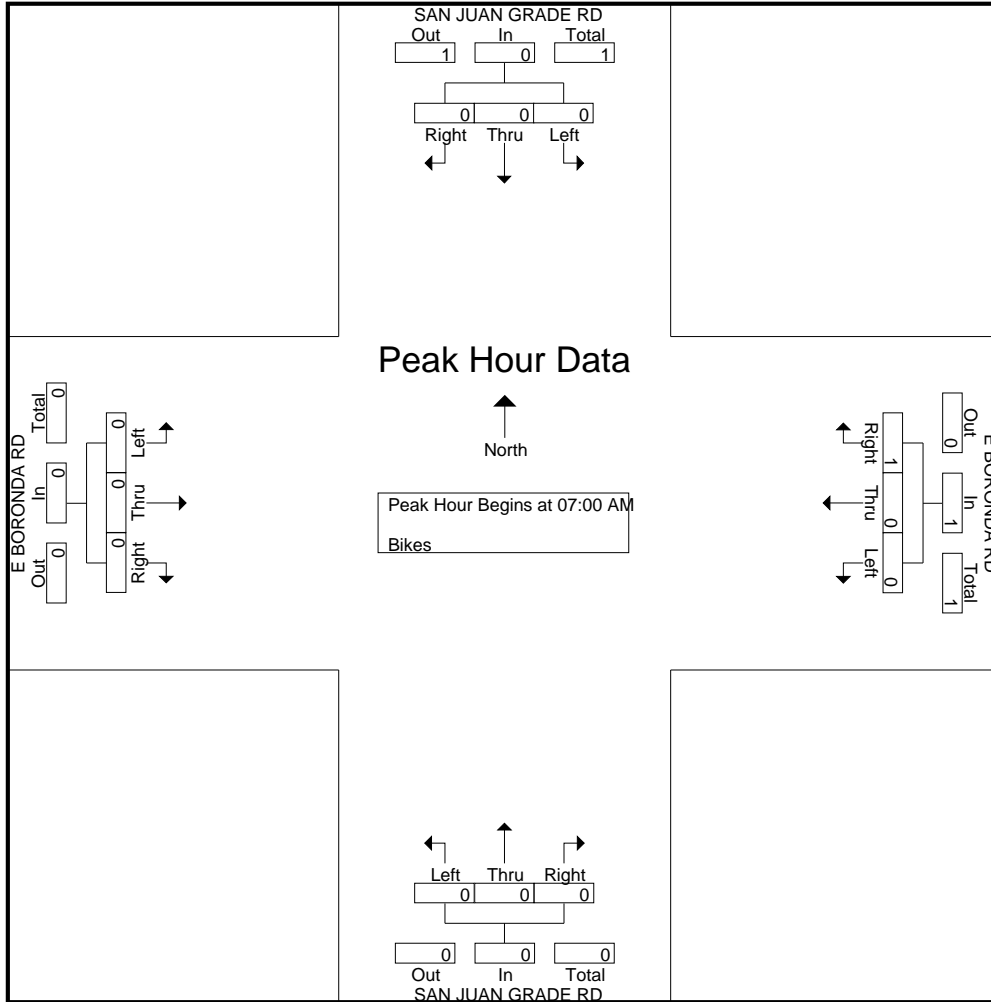 SAN JUAN GRADE RD
Out In Total
1 0 1
0 0 0
Right Thru Left
Peak Hour Data
North
Peak Hour Begins at 07:00 AM
Bikes
E BORONDA RD
Out In Total
0 0 0
0 0 0
Right Thru Left
E BORONDA RD
Out In Total
0 1 1
1 0 0
Right Thru Left
Left Thru Right
0 0 0
0 0 0
Out In Total
SAN JUAN GRADE RD